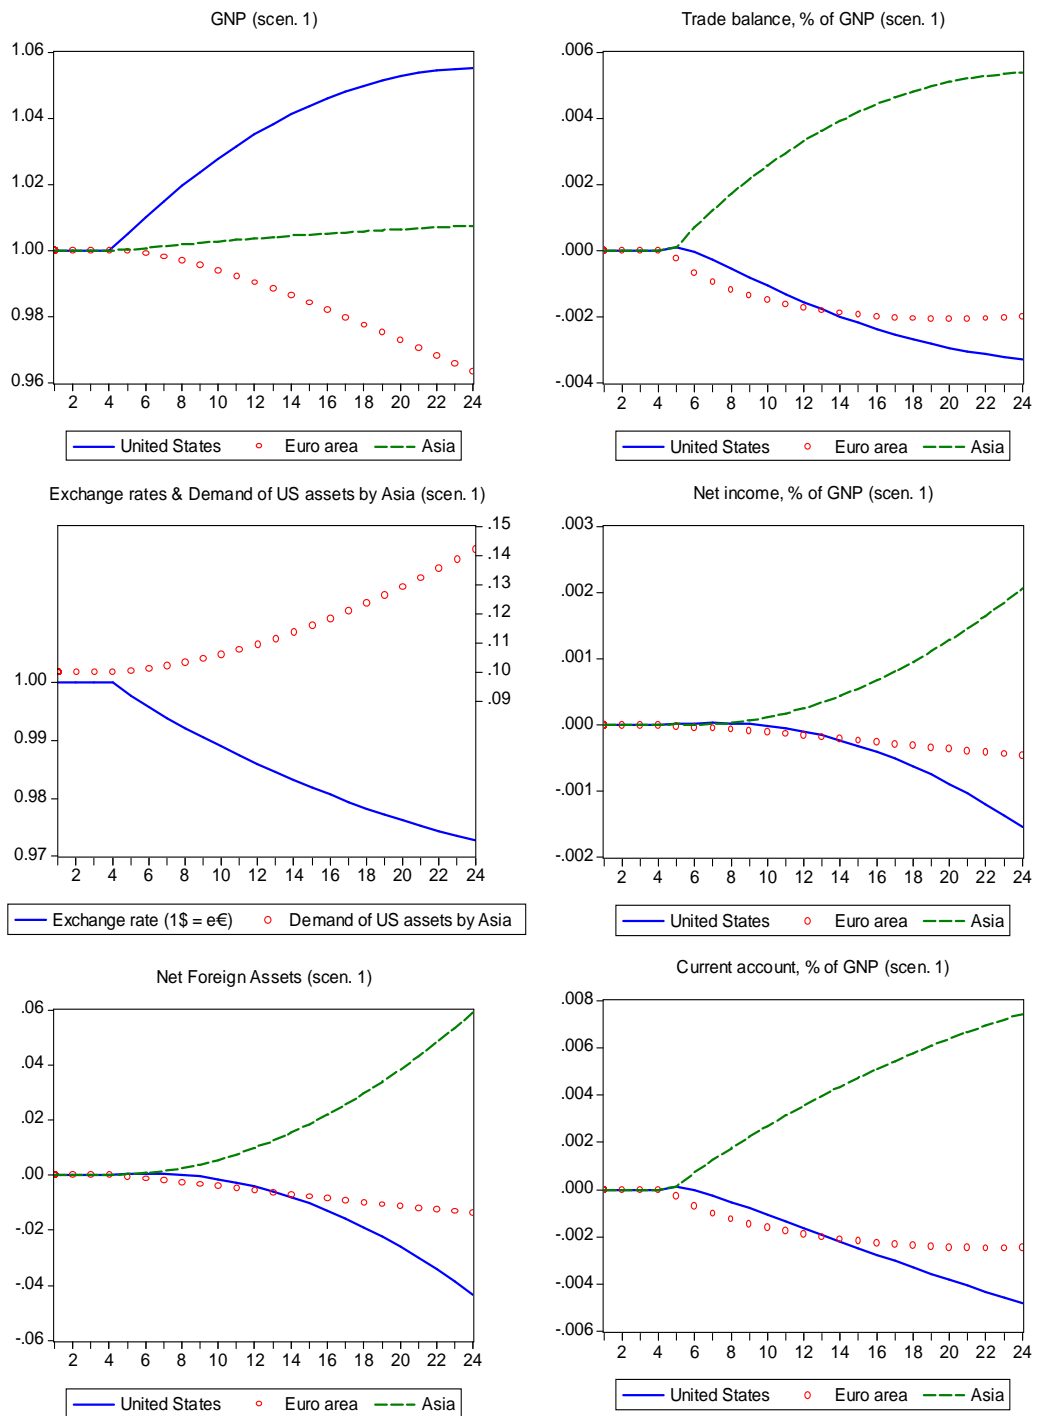 GNP (scen. 1)
1.06
1.04
1.02
1.00
0.98
0.96
2 4 6 8 10 12 14 16 18 20 22 24
United States Euro area Asia
Trade balance, % of GNP (scen. 1)
.006
.004
.002
.000
-.002
-.004
2 4 6 8 10 12 14 16 18 20 22 24
United States Euro area Asia
Exchange rates & Demand of US assets by Asia (scen. 1)
1.00
0.99
0.98
0.97
.15
.14
.13
.12
.11
.10
.09
2 4 6 8 10 12 14 16 18 20 22 24
Exchange rate (1$ = e€) Demand of US assets by Asia
Net income, % of GNP (scen. 1)
.003
.002
.001
.000
-.001
-.002
2 4 6 8 10 12 14 16 18 20 22 24
United States Euro area Asia
Net Foreign Assets (scen. 1)
.06
.04
.02
.00
-.02
-.04
-.06
2 4 6 8 10 12 14 16 18 20 22 24
United States Euro area Asia
Current account, % of GNP (scen. 1)
.008
.006
.004
.002
.000
-.002
-.004
-.006
2 4 6 8 10 12 14 16 18 20 22 24
United States Euro area Asia